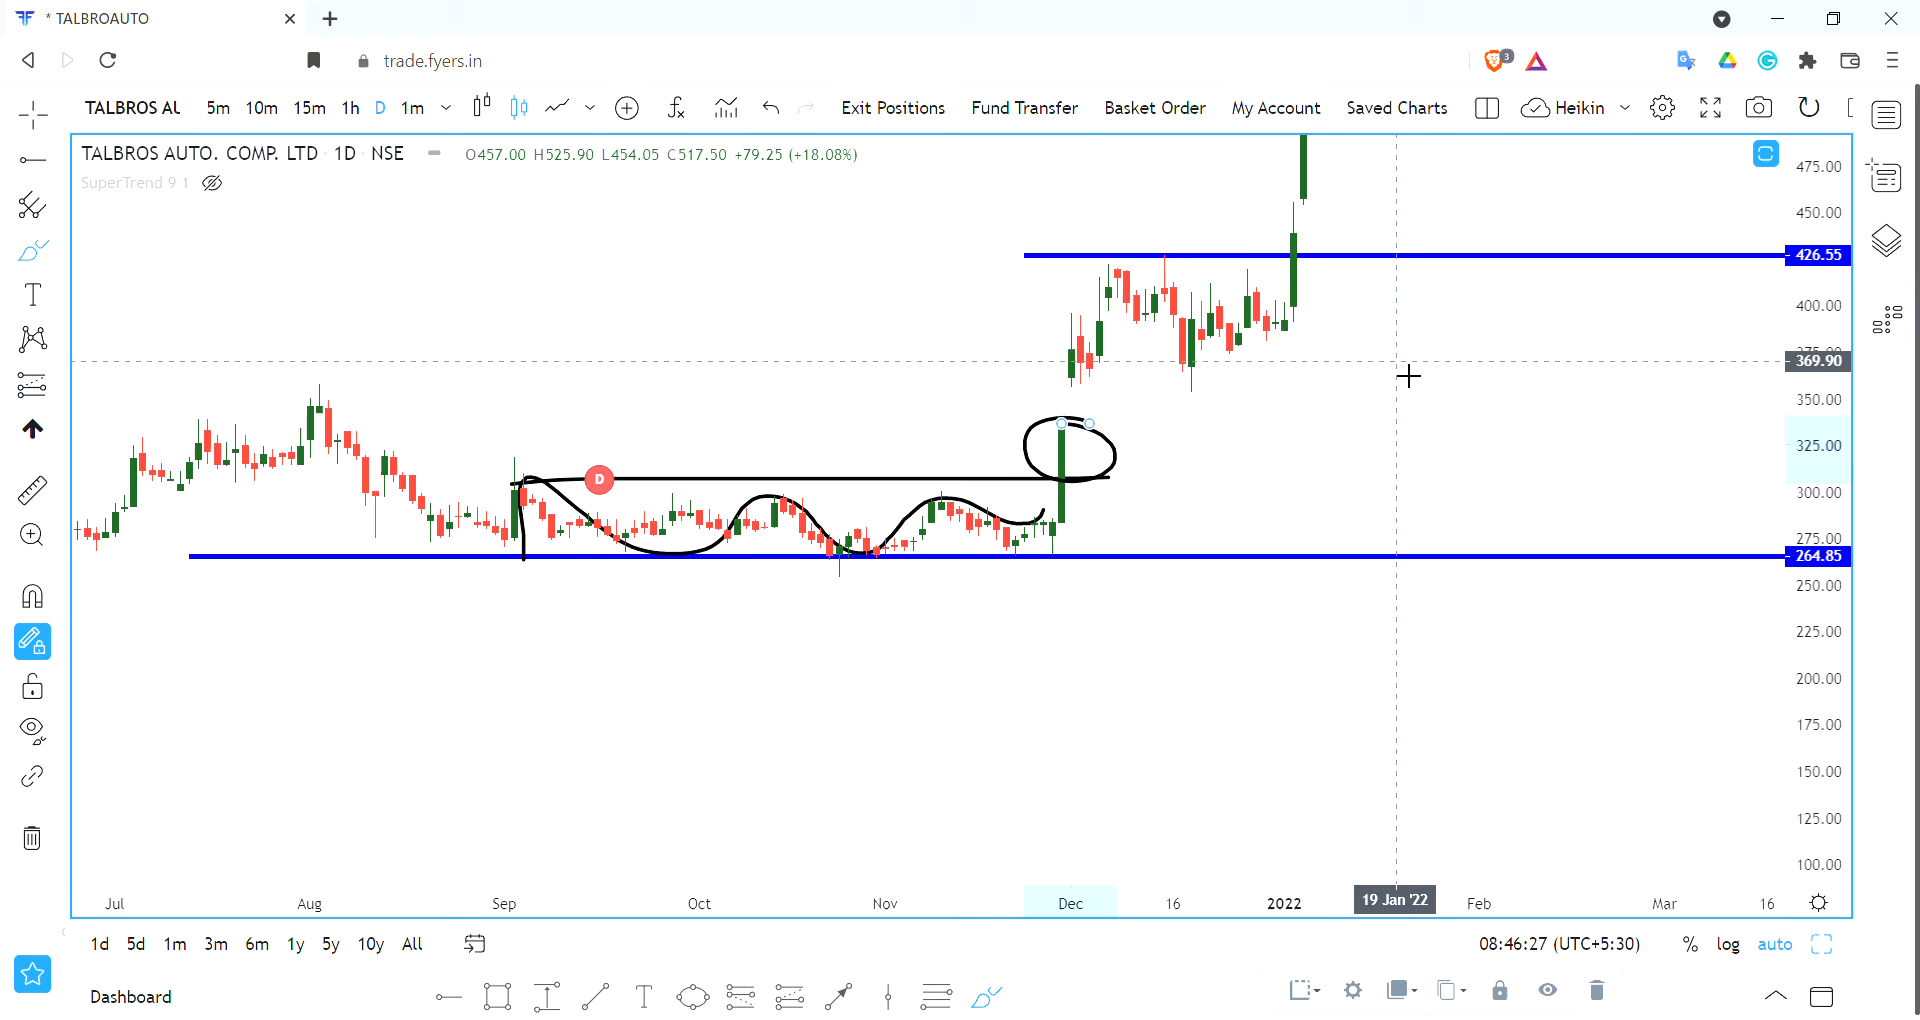 * TALBROAUTO
trade.fyers.in
3
TALBROS AL 5m 10m 15m 1h D 1m Exit Positions Fund Transfer Basket Order My Account Saved Charts Heikin
TALBROS AUTO. COMP. LTD · 1D · NSE O457.00 H525.90 L454.05 C517.50 +79.25 (+18.08%)
SuperTrend 9 1
475.00
450.00
426.55
400.00
369.90
350.00
325.00
D
300.00
275.00
264.85
250.00
225.00
200.00
175.00
150.00
125.00
100.00
Jul Aug Sep Oct Nov Dec 16 2022 19 Jan '22 Feb Mar 16
1d 5d 1m 3m 6m 1y 5y 10y All 08:46:27 (UTC+5:30) % log auto
Dashboard